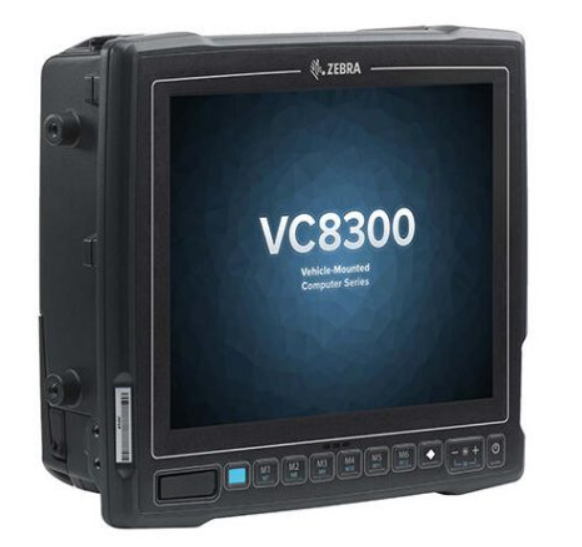 ZEBRA
VC8300
Vehicle-Mounted
Computer Series
M1
M2
M3
M4
M5
M6
- +